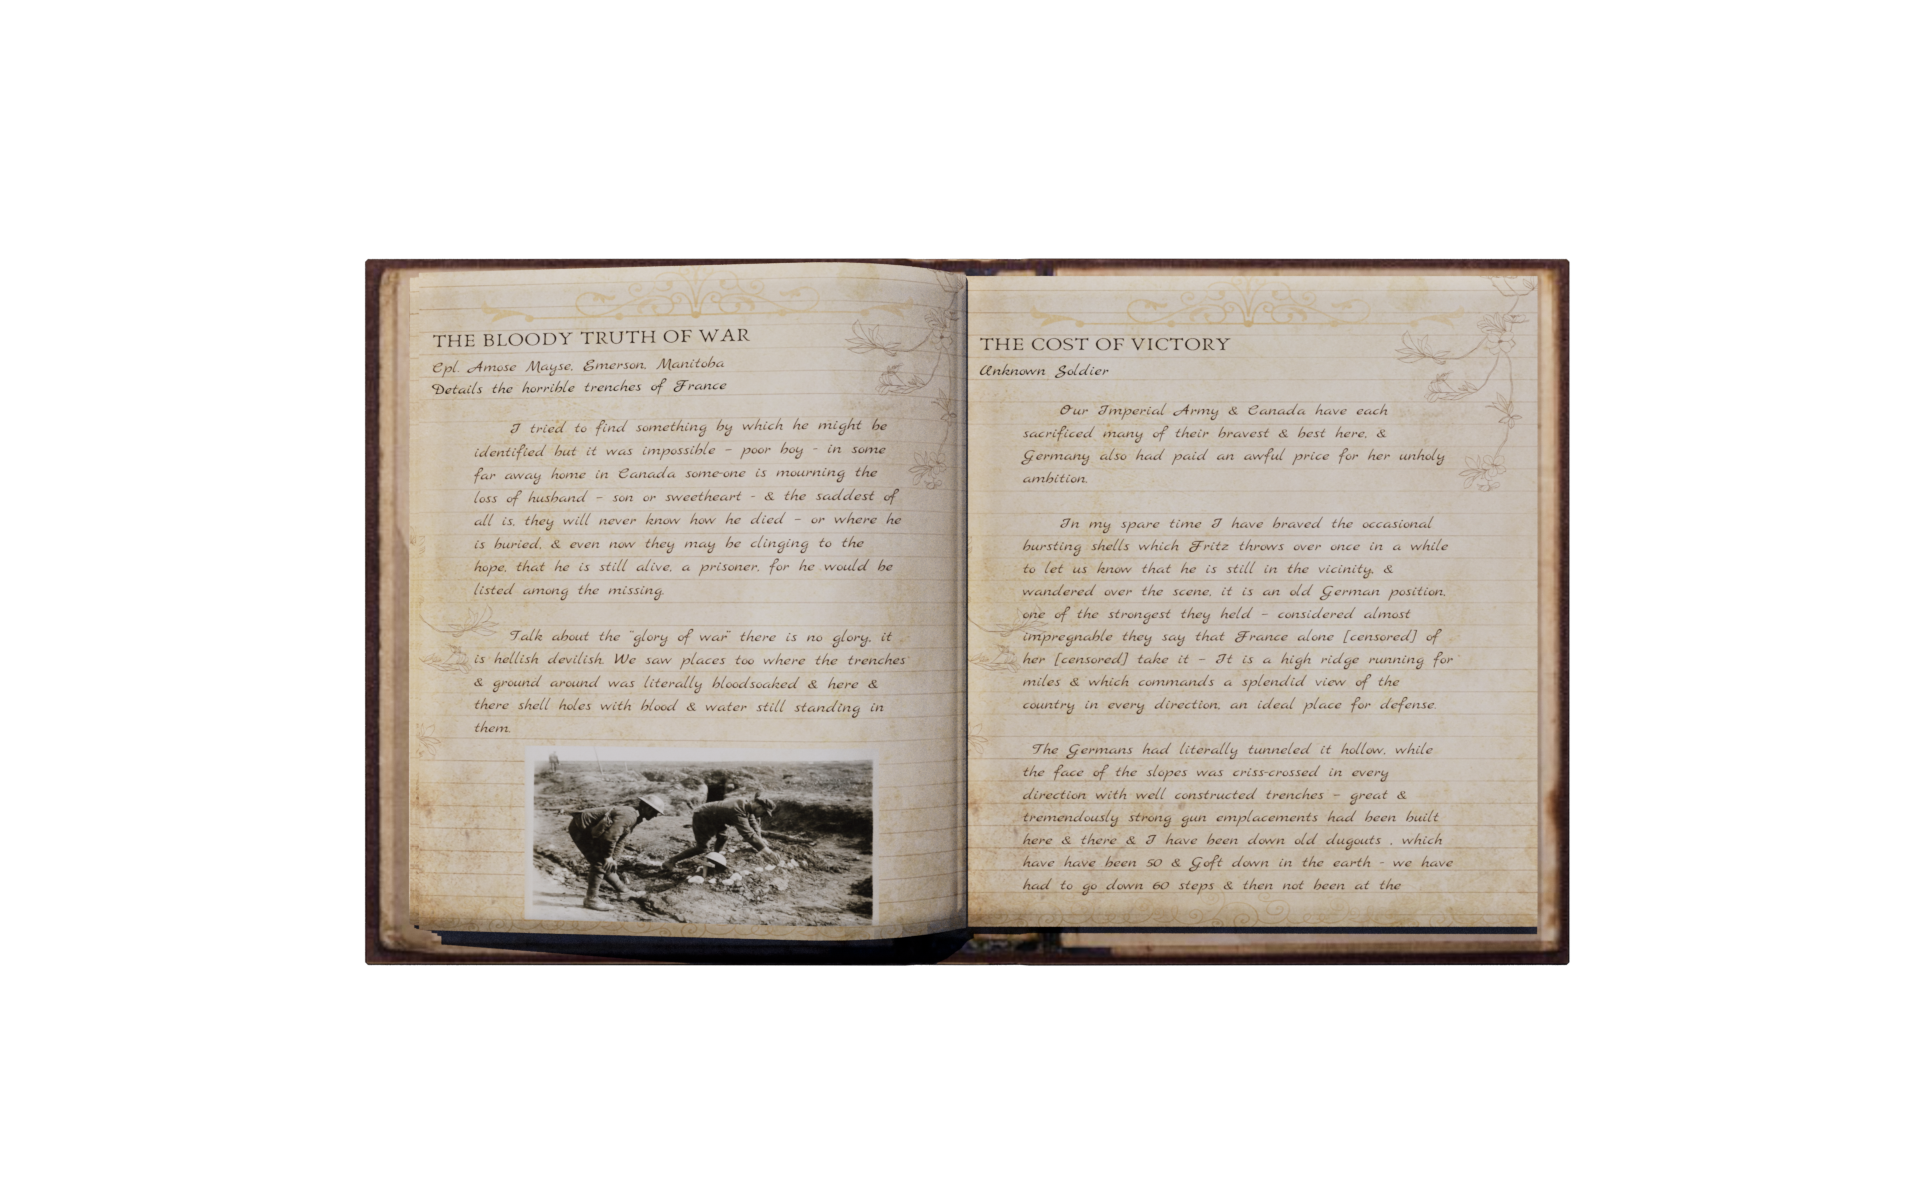 THE BLOODY TRUTH OF WAR
Cpl. Amose Mayse, Emerson, Manitoba
Details the horrible trenches of France
I tried to find something by which he might be
identified but it was impossible – poor boy - in some
far away home in Canada some-one is mourning the
loss of husband – son or sweetheart - & the saddest of
all is, they will never know how he died – or where he
is buried, & even now they may be clinging to the
hope, that he is still alive, a prisoner, for he would be
listed among the missing.
Talk about the "glory of war" there is no glory, it
is hellish devilish. We saw places too where the trenches
& ground around was literally bloodsoaked & here &
there shell holes with blood & water still standing in
them.
THE COST OF VICTORY
Unknown Soldier
Our Imperial Army & Canada have each
sacrificed many of their bravest & best here, &
Germany also had paid an awful price for her unholy
ambition.
In my spare time I have braved the occasional
bursting shells which Fritz throws over once in a while
to let us know that he is still in the vicinity, &
wandered over the scene, it is an old German position,
one of the strongest they held – considered almost
impregnable they say that France alone [censored] of
her [censored] take it – It is a high ridge running for
miles & which commands a splendid view of the
country in every direction, an ideal place for defense.
The Germans had literally tunneled it hollow, while
the face of the slopes was criss-crossed in every
direction with well constructed trenches – great &
tremendously strong gun emplacements had been built
here & there & I have been down old dugouts , which
have have been 50 & Goft down in the earth - we have
had to go down 60 steps & then not been at the